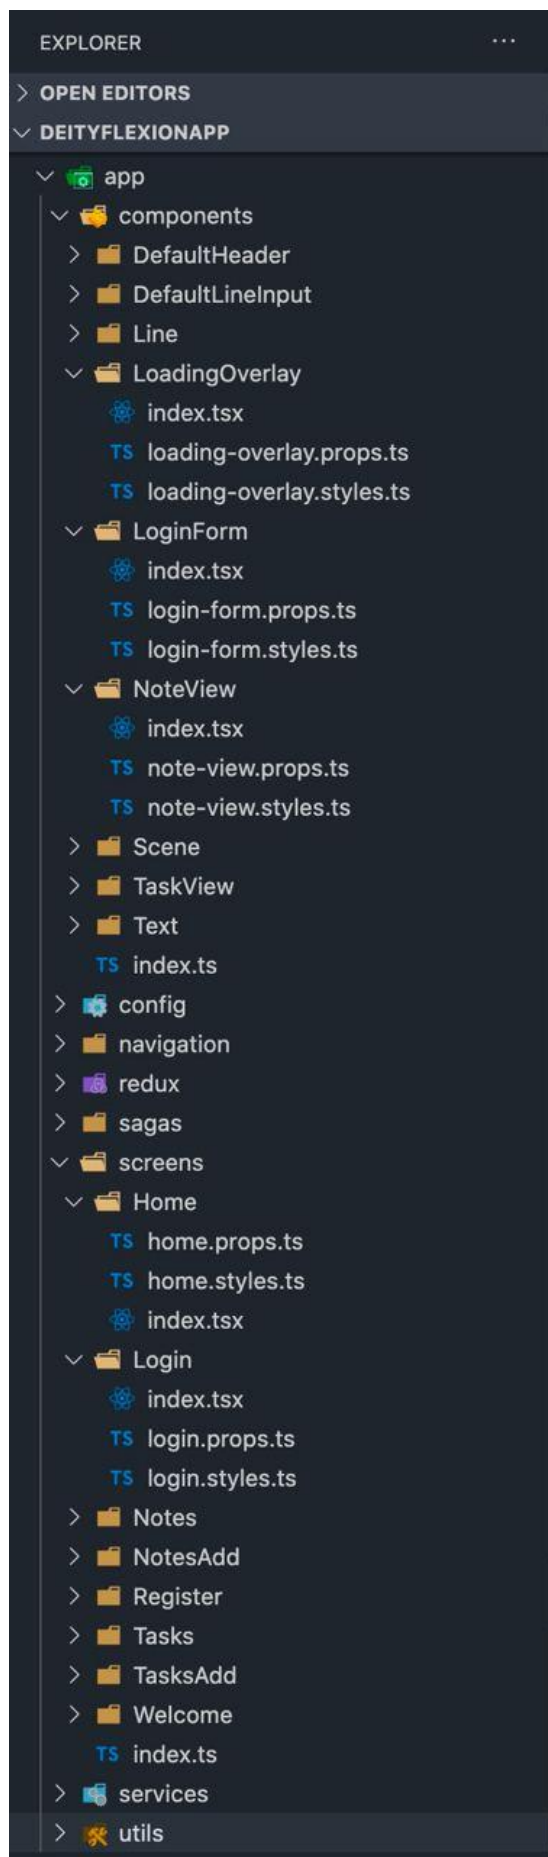 EXPLORER ...
OPEN EDITORS
DEITYFLEXIONAPP
app
components
DefaultHeader
DefaultLineInput
Line
LoadingOverlay
index.tsx
TS loading-overlay.props.ts
TS loading-overlay.styles.ts
LoginForm
index.tsx
TS login-form.props.ts
TS login-form.styles.ts
NoteView
index.tsx
TS note-view.props.ts
TS note-view.styles.ts
Scene
TaskView
Text
TS index.ts
config
navigation
redux
sagas
screens
Home
TS home.props.ts
TS home.styles.ts
index.tsx
Login
index.tsx
TS login.props.ts
TS login.styles.ts
Notes
NotesAdd
Register
Tasks
TasksAdd
Welcome
TS index.ts
services
utils